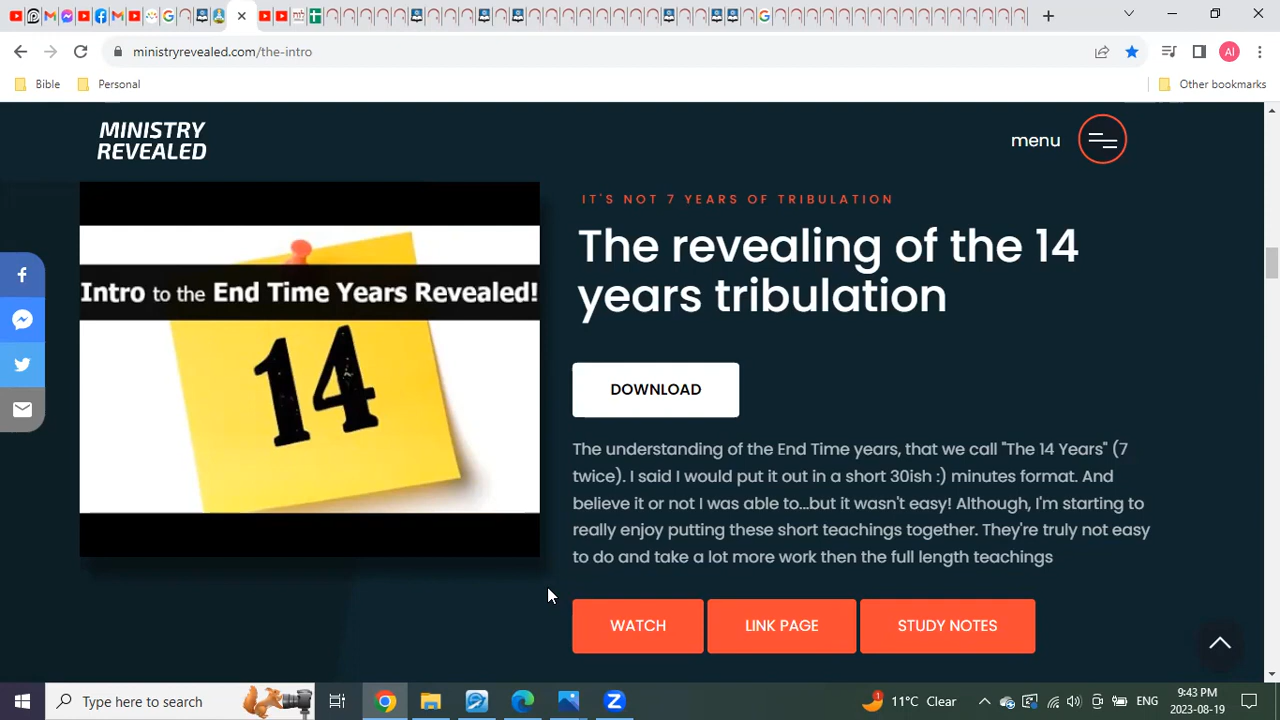 ministryrevealed.com/the-intro
AI
Bible
Personal
Other bookmarks
MINISTRY
REVEALED
menu
IT'S NOT 7 YEARS OF TRIBULATION
The revealing of the 14
years tribulation
Intro to the End Time Years Revealed!
14
DOWNLOAD
The understanding of the End Time years, that we call "The 14 Years" (7
twice). I said I would put it out in a short 30ish :) minutes format. And
believe it or not I was able to...but it wasn't easy! Although, I'm starting to
really enjoy putting these short teachings together. They're truly not easy
to do and take a lot more work then the full length teachings
WATCH
LINK PAGE
STUDY NOTES
Type here to search
1
11°C Clear
ENG
9:43 PM
2023-08-19